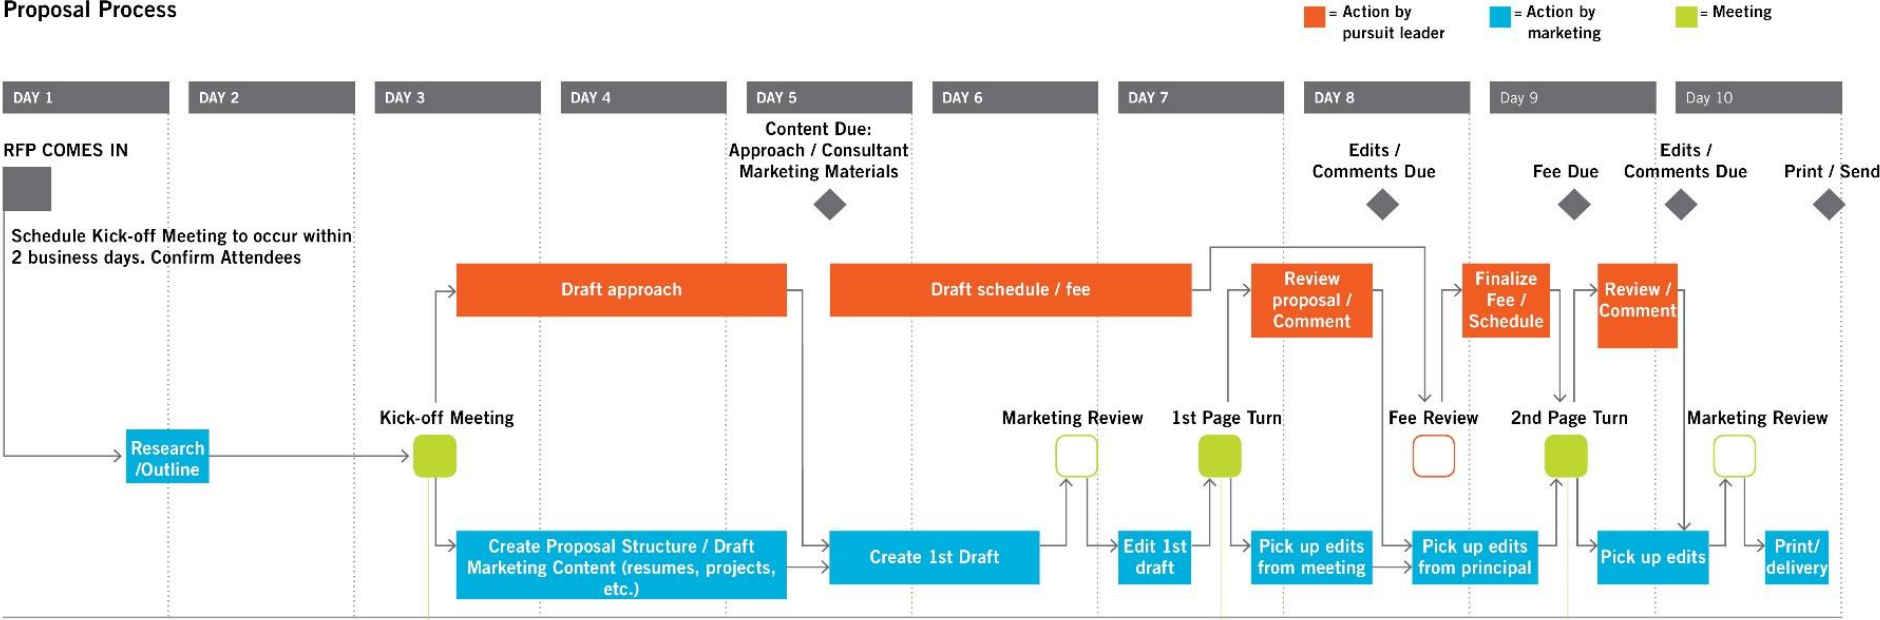 Proposal Process
= Action by
pursuit leader
= Action by
marketing
= Meeting
DAY 1
DAY 2
DAY 3
DAY 4
DAY 5
DAY 6
DAY 7
DAY 8
Day 9
Day 10
RFP COMES IN
Content Due:
Approach / Consultant
Marketing Materials
Edits /
Comments Due
Fee Due
Edits /
Comments Due
Print / Send
Schedule Kick-off Meeting to occur within
2 business days. Confirm Attendees
Draft approach
Draft schedule / fee
Review
proposal /
Comment
Finalize
Fee /
Schedule
Review /
Comment
Kick-off Meeting
Marketing Review
1st Page Turn
Fee Review
2nd Page Turn
Marketing Review
Research
/Outline
Create Proposal Structure / Draft
Marketing Content (resumes, projects,
etc.)
Create 1st Draft
Edit 1st
draft
Pick up edits
from meeting
Pick up edits
from principal
Pick up edits
Print/
delivery